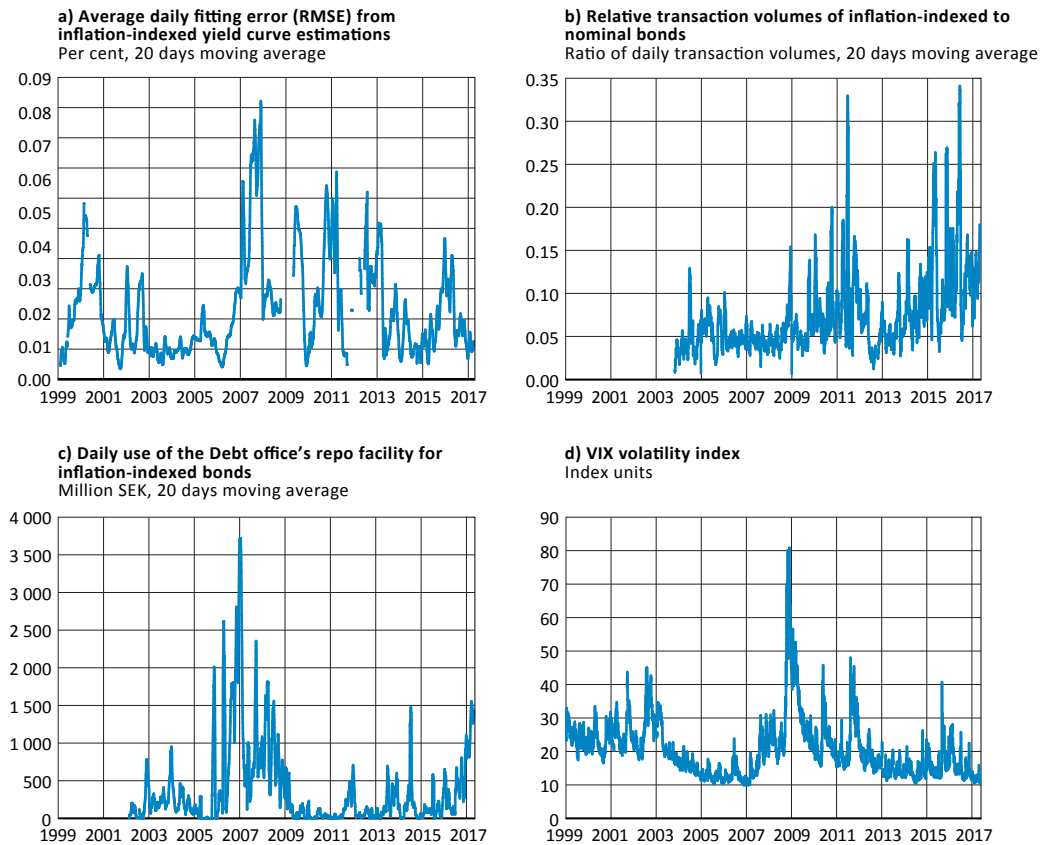 a) Average daily fitting error (RMSE) from
inflation-indexed yield curve estimations
Per cent, 20 days moving average
0.09
0.08
0.07
0.06
0.05
0.04
0.03
0.02
0.01
0.00
1999 2001 2003 2005 2007 2009 2011 2013 2015 2017
b) Relative transaction volumes of inflation-indexed to
nominal bonds
Ratio of daily transaction volumes, 20 days moving average
0.35
0.30
0.25
0.20
0.15
0.10
0.05
0.00
1999 2001 2003 2005 2007 2009 2011 2013 2015 2017
c) Daily use of the Debt office's repo facility for
inflation-indexed bonds
Million SEK, 20 days moving average
4 000
3 500
3 000
2 500
2 000
1 500
1 000
500
0
1999 2001 2003 2005 2007 2009 2011 2013 2015 2017
d) VIX volatility index
Index units
90
80
70
60
50
40
30
20
10
0
1999 2001 2003 2005 2007 2009 2011 2013 2015 2017